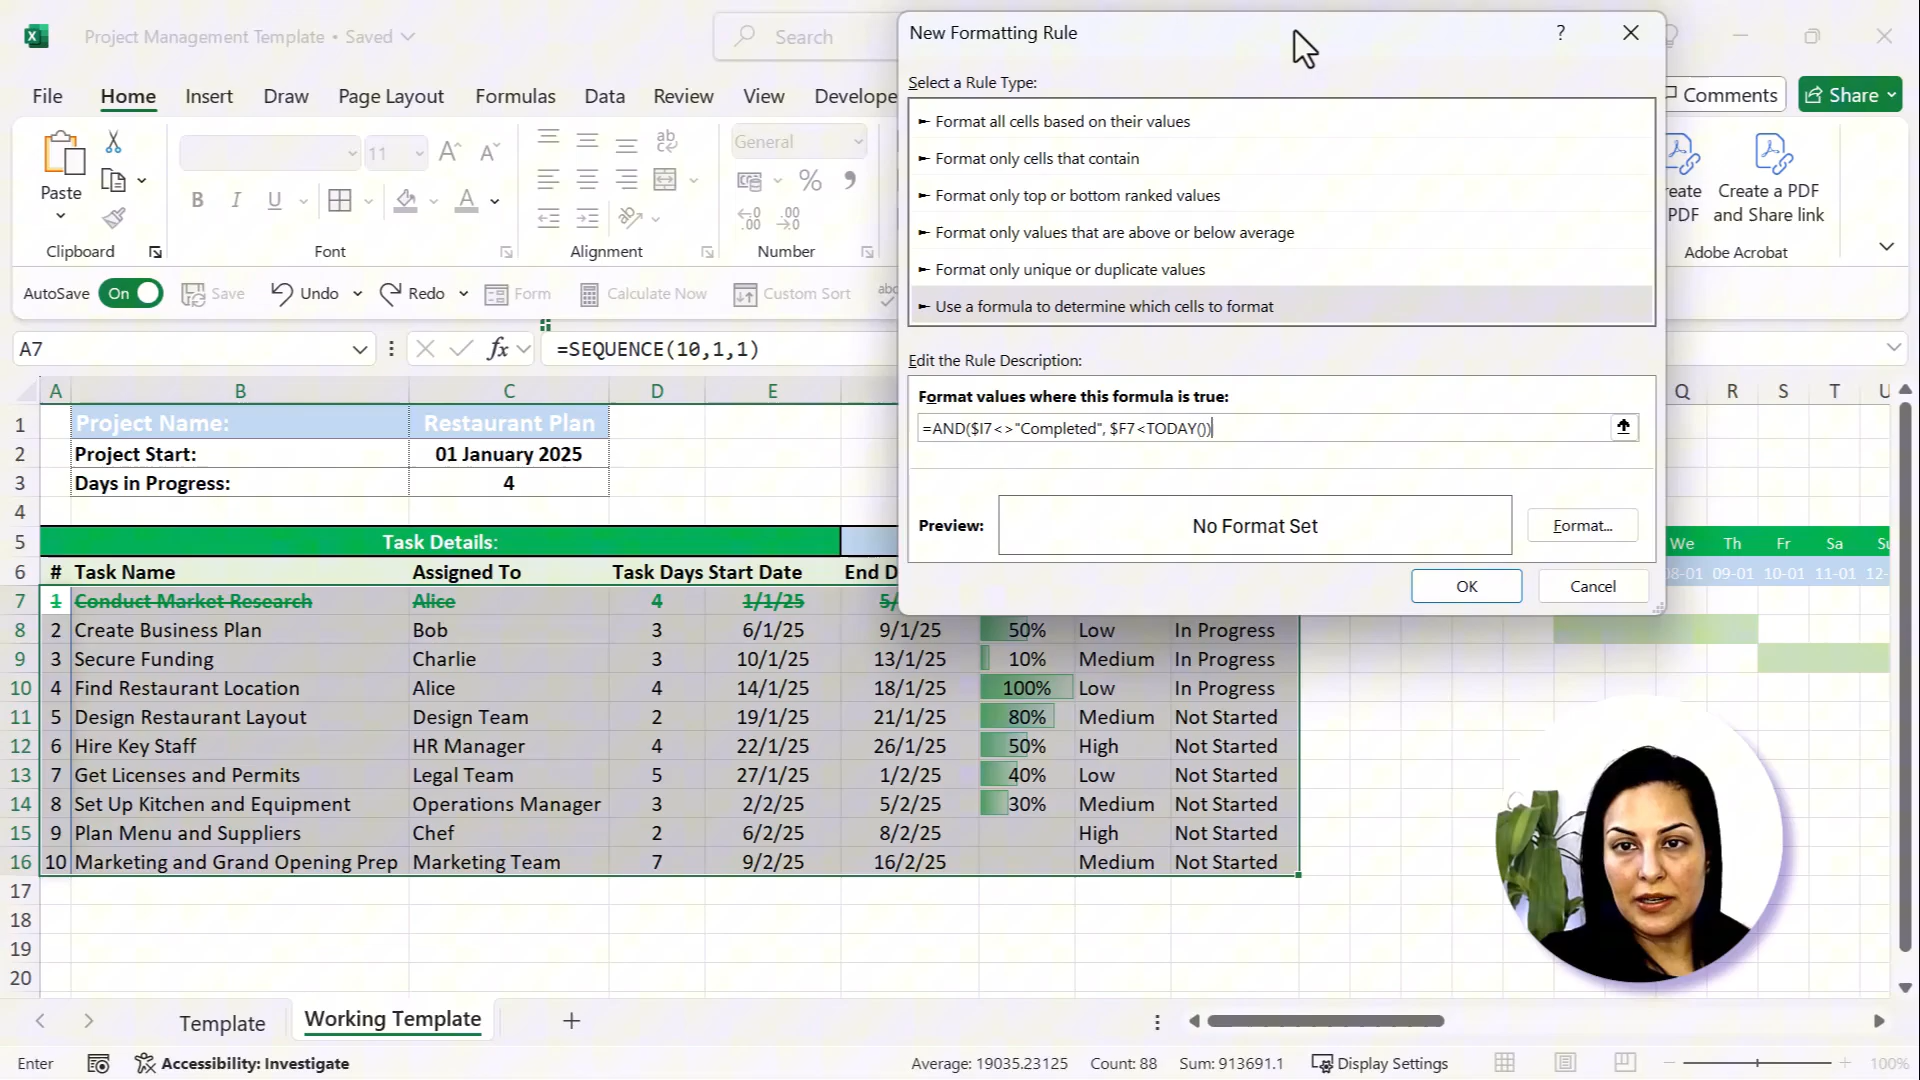 Project Management Template • Saved
Search
File Home Insert Draw Page Layout Formulas Data Review View Develope
Comments Share
Paste
11
General
B I U
Clipboard Font Alignment Number
reate PDF
Create a PDF and Share link
Adobe Acrobat
AutoSave On Save Undo Redo Form Calculate Now Custom Sort
A7
=SEQUENCE(10,1,1)
New Formatting Rule
Select a Rule Type:
► Format all cells based on their values
► Format only cells that contain
► Format only top or bottom ranked values
► Format only values that are above or below average
► Format only unique or duplicate values
► Use a formula to determine which cells to format
Edit the Rule Description:
Format values where this formula is true:
=AND($I7<>"Completed", $F7<TODAY())
Preview: No Format Set Format...
OK Cancel
A B C D E Q R S T U
1 Project Name: Restaurant Plan
2 Project Start: 01 January 2025
3 Days in Progress: 4
4
5 Task Details: We Th Fr Sa Su
6 # Task Name Assigned To Task Days Start Date End D 08-01 09-01 10-01 11-01 12-
7 1 Conduct Market Research Alice 4 1/1/25 5/
8 2 Create Business Plan Bob 3 6/1/25 9/1/25 50% Low In Progress
9 3 Secure Funding Charlie 3 10/1/25 13/1/25 10% Medium In Progress
10 4 Find Restaurant Location Alice 4 14/1/25 18/1/25 100% Low In Progress
11 5 Design Restaurant Layout Design Team 2 19/1/25 21/1/25 80% Medium Not Started
12 6 Hire Key Staff HR Manager 4 22/1/25 26/1/25 50% High Not Started
13 7 Get Licenses and Permits Legal Team 5 27/1/25 1/2/25 40% Low Not Started
14 8 Set Up Kitchen and Equipment Operations Manager 3 2/2/25 5/2/25 30% Medium Not Started
15 9 Plan Menu and Suppliers Chef 2 6/2/25 8/2/25 High Not Started
16 10 Marketing and Grand Opening Prep Marketing Team 7 9/2/25 16/2/25 Medium Not Started
17
18
19
20
Template Working Template
Enter Accessibility: Investigate Average: 19035.23125 Count: 88 Sum: 913691.1 Display Settings 100%